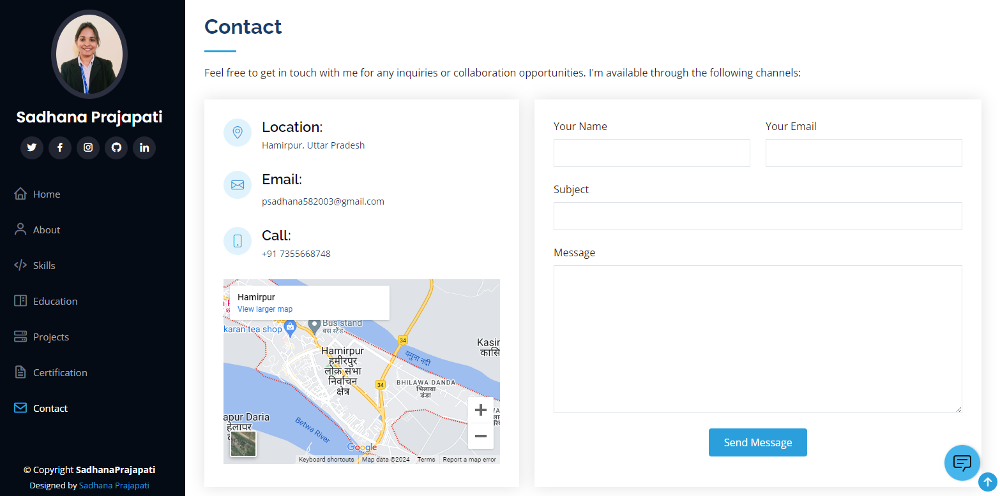 Sadhana Prajapati
Home
About
Skills
Education
Projects
Certification
Contact
© Copyright SadhanaPrajapati
Designed by Sadhana Prajapati
Contact
Feel free to get in touch with me for any inquiries or collaboration opportunities. I'm available through the following channels:
Location:
Hamirpur, Uttar Pradesh
Email:
psadhana582003@gmail.com
Call:
+91 7355668748
Hamirpur
View larger map
karan tea shop
Bus stand
बस स्टैंड
34
यमुना नदी
Kasir
कासि
Hamirpur
हमीरपुर
लोक सभा
निर्वाचन
क्षेत्र
34
BHILAWA DANDA
भिलावा
डंडा
apur Daria
हेलापर
Betwa River
Google
Keyboard shortcuts
Map data ©2024
Terms
Report a map error
Your Name
Your Email
Subject
Message
Send Message